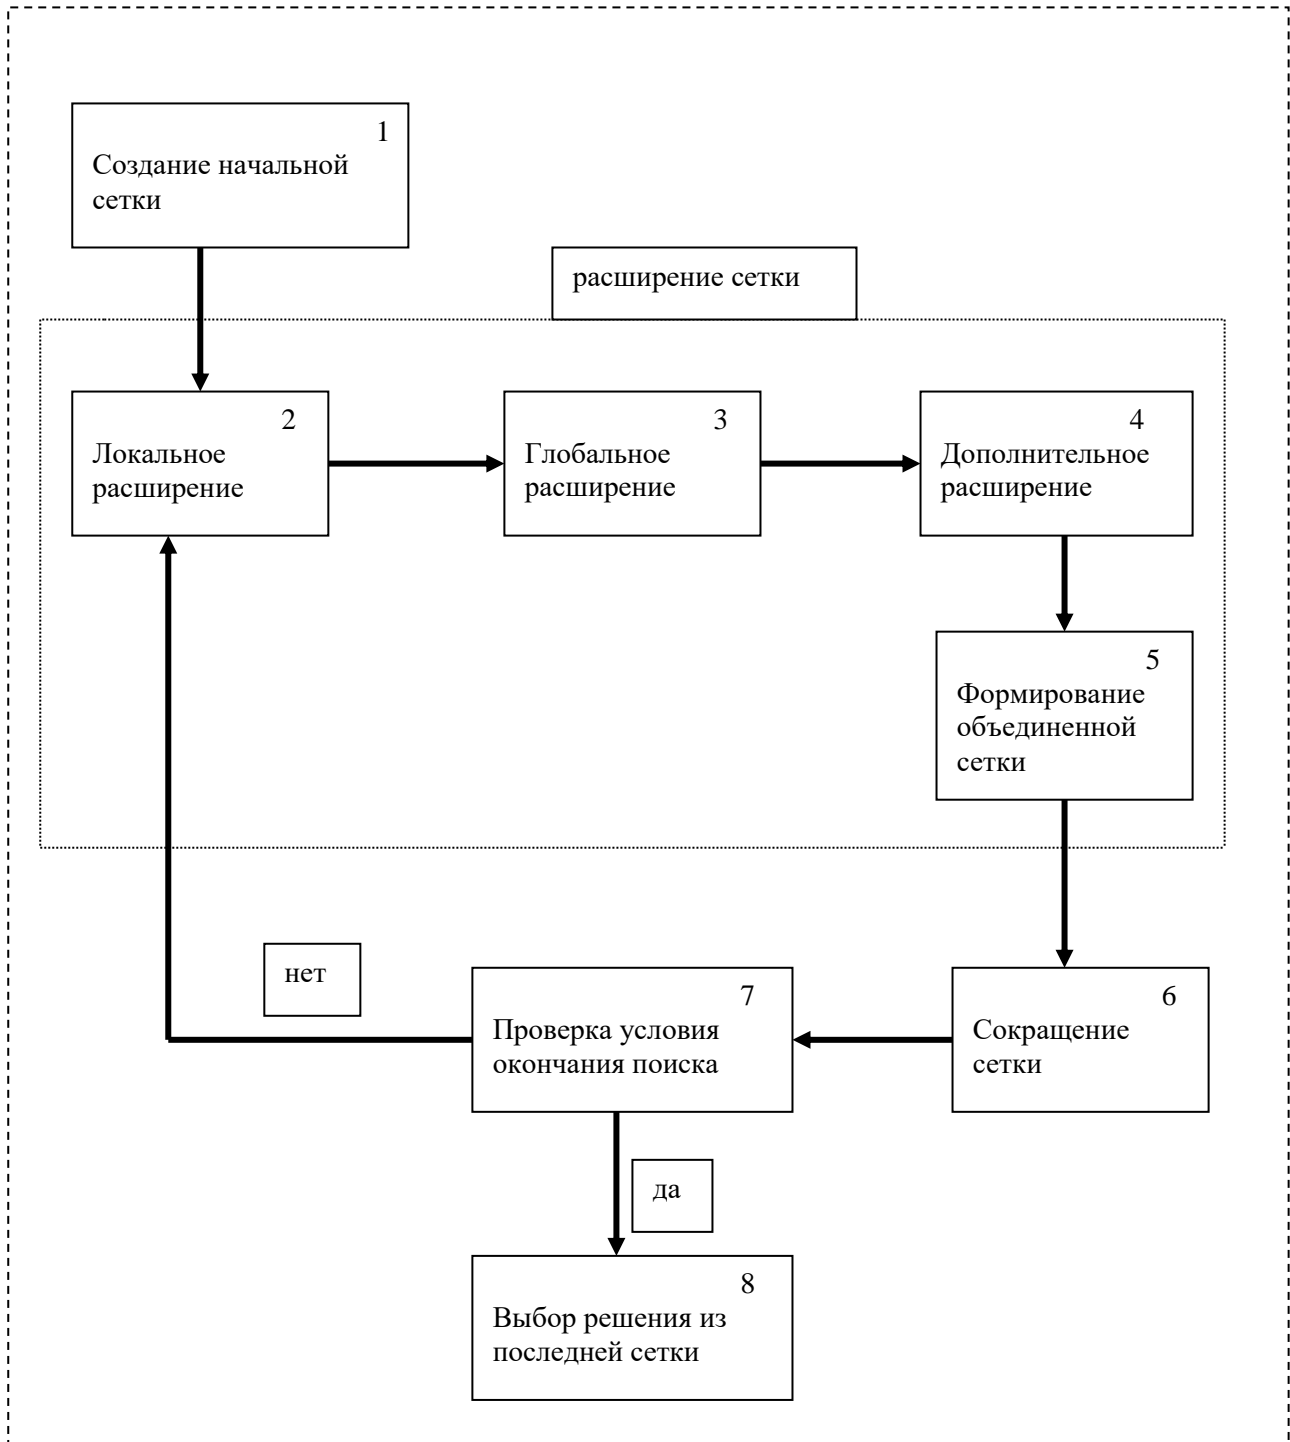 1
Создание начальной
сетки
расширение сетки
2
Локальное
расширение
3
Глобальное
расширение
4
Дополнительное
расширение
5
Формирование
объединенной
сетки
нет
7
Проверка условия
окончания поиска
6
Сокращение
сетки
да
8
Выбор решения из
последней сетки